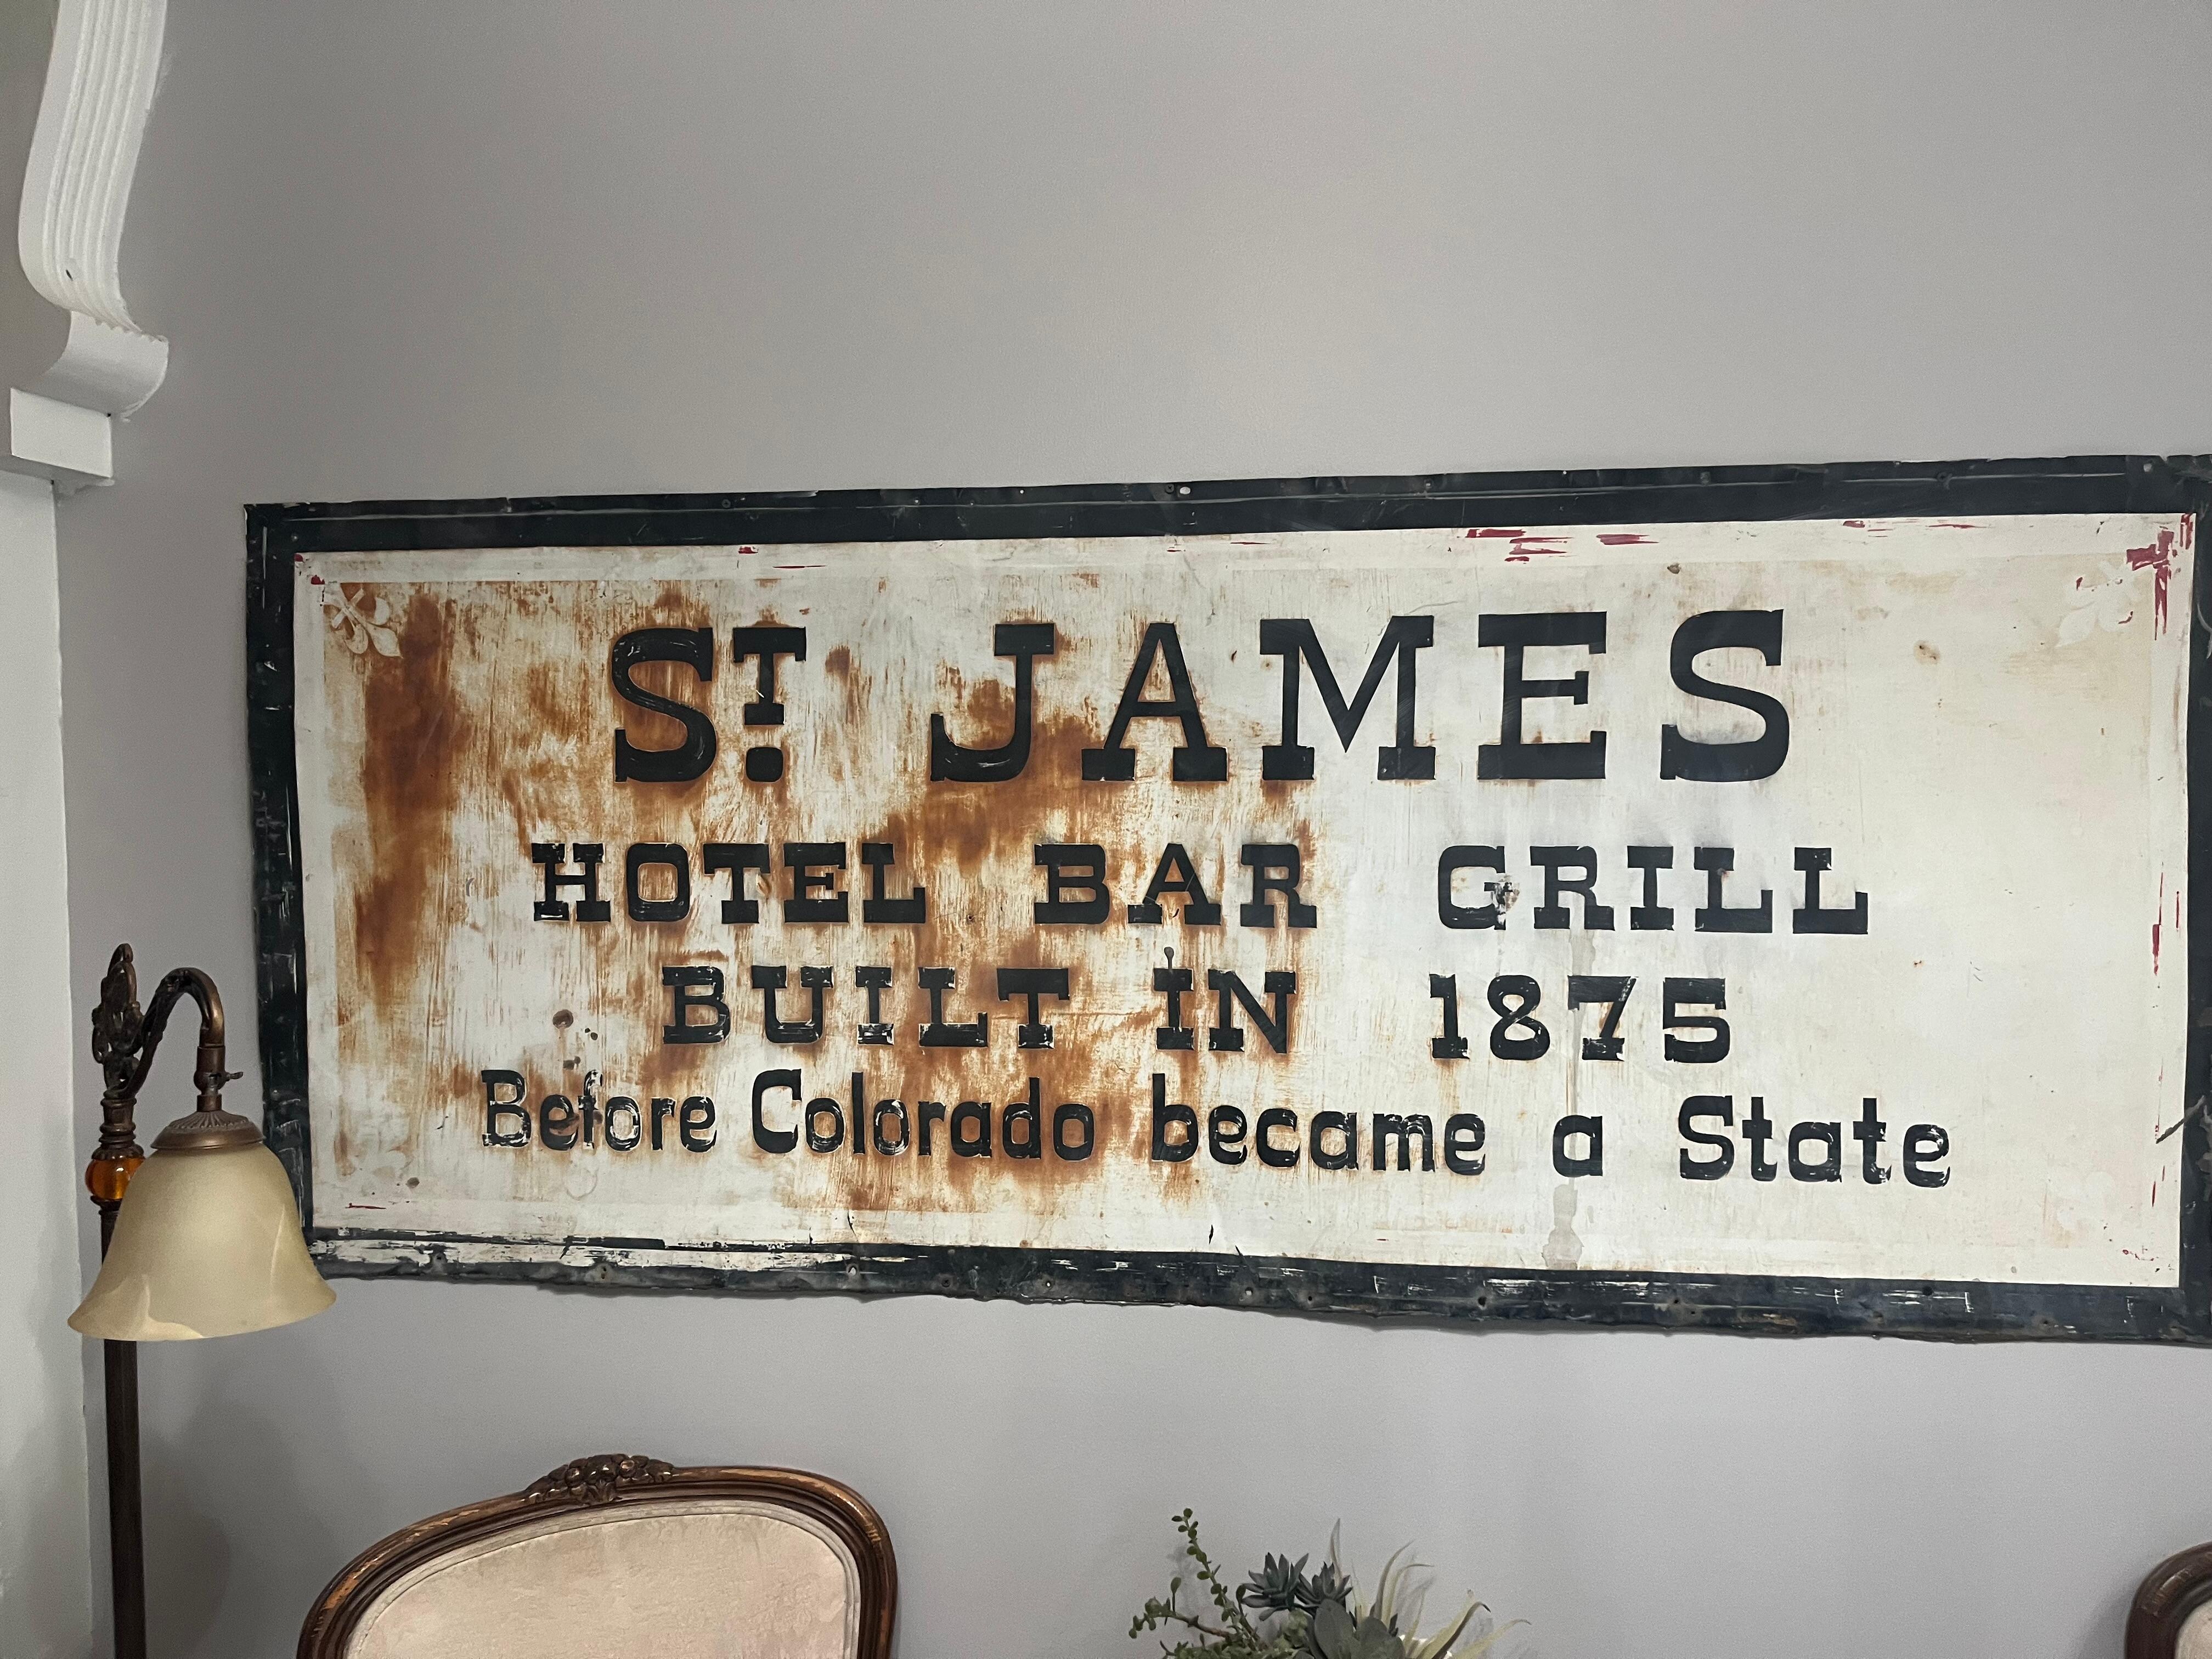 ST. JAMES
HOTEL BAR GRILL
BUILT IN 1875
Before Colorado became a State